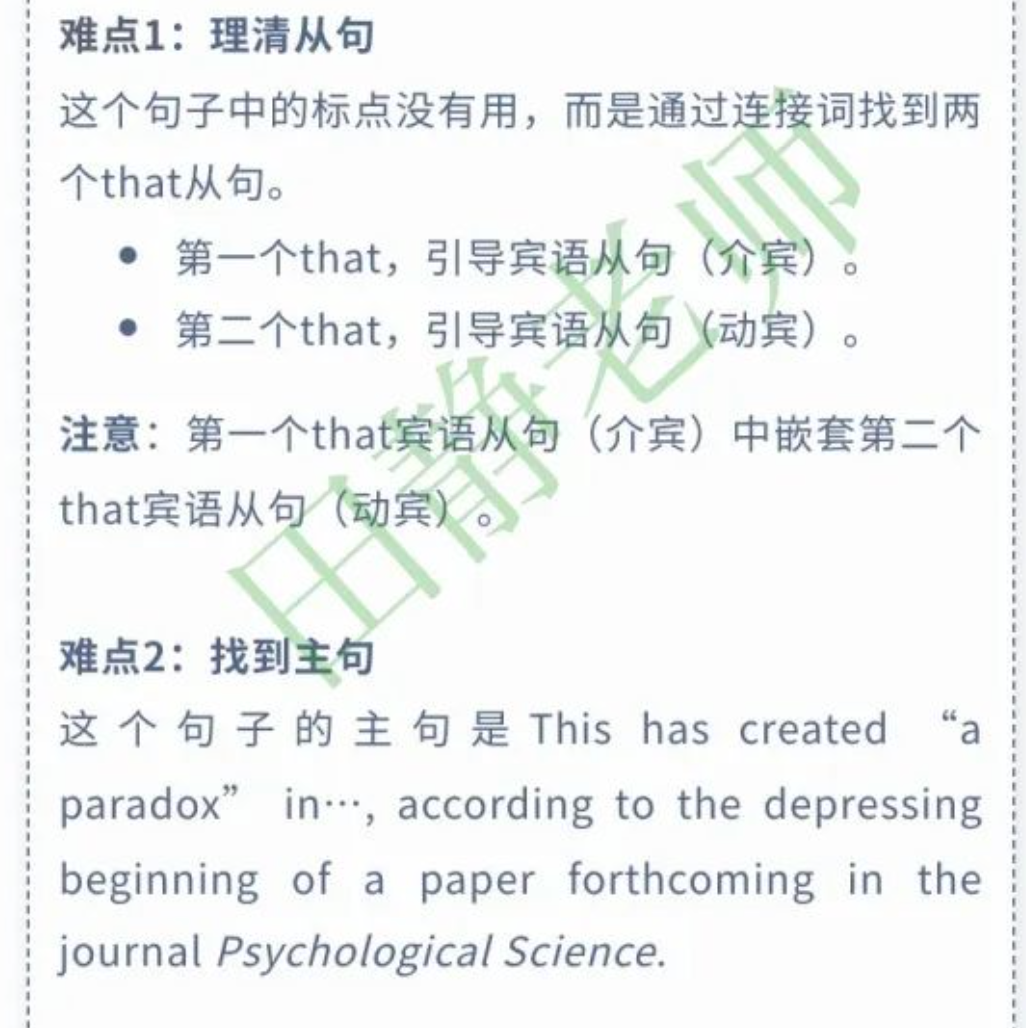 难点1：理清从句
这个句子中的标点没有用，而是通过连接词找到两
个that从句。
• 第一个that，引导宾语从句（介宾）。
• 第二个that，引导宾语从句（动宾）。
注意：第一个that宾语从句（介宾）中嵌套第二个
that宾语从句（动宾）。
难点2：找到主句
这个句子的主句是This has created “a
paradox” in…, according to the depressing
beginning of a paper forthcoming in the
journal Psychological Science.
田静老师